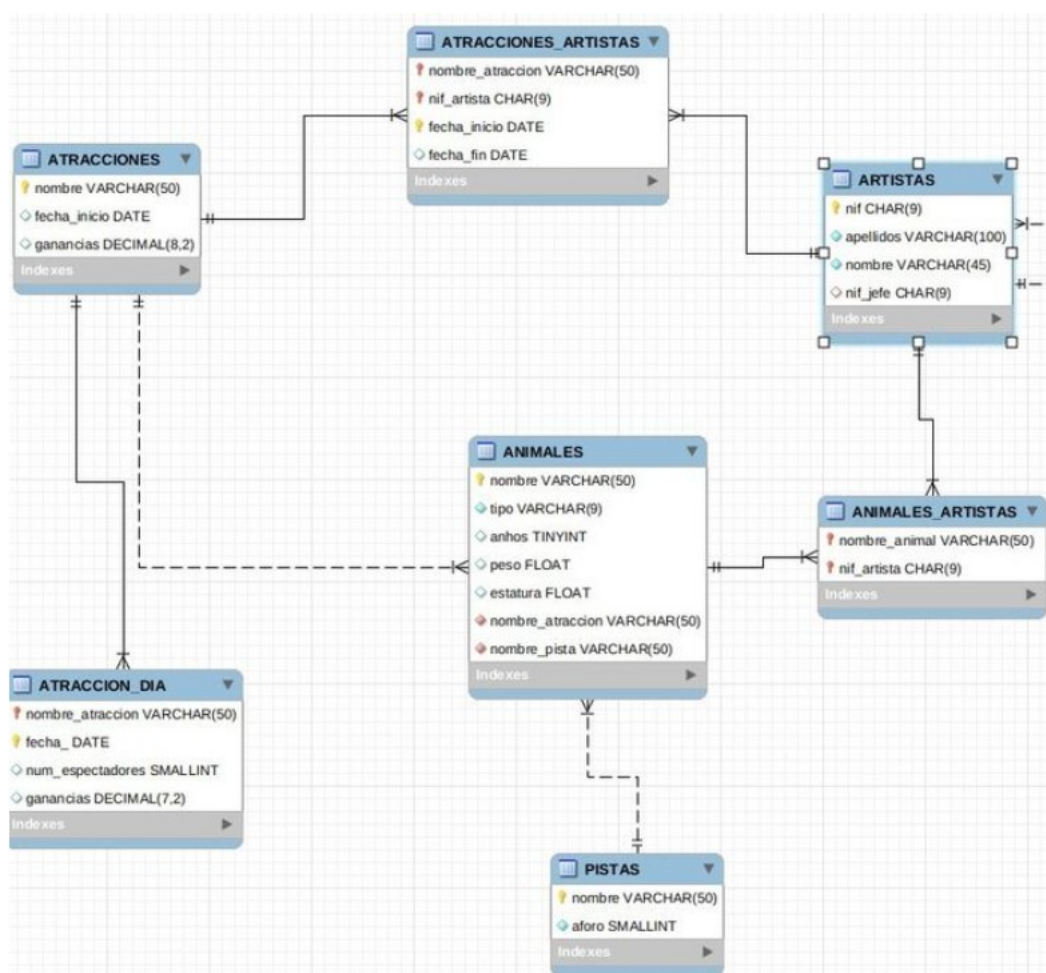 ATRACCIONES_ARTISTAS
nombre_atraccion VARCHAR(50)
nif_artista CHAR(9)
fecha_inicio DATE
fecha_fin DATE
Indexes
ATRACCIONES
nombre VARCHAR(50)
fecha_inicio DATE
ganancias DECIMAL(8,2)
Indexes
ARTISTAS
nif CHAR(9)
apellidos VARCHAR(100)
nombre VARCHAR(45)
nif_jefe CHAR(9)
Indexes
ANIMALES
nombre VARCHAR(50)
tipo VARCHAR(9)
anhos TINYINT
peso FLOAT
estatura FLOAT
nombre_atraccion VARCHAR(50)
nombre_pista VARCHAR(50)
Indexes
ANIMALES_ARTISTAS
nombre_animal VARCHAR(50)
nif_artista CHAR(9)
Indexes
ATRACCION_DIA
nombre_atraccion VARCHAR(50)
fecha_ DATE
num_espectadores SMALLINT
ganancias DECIMAL(7,2)
Indexes
PISTAS
nombre VARCHAR(50)
aforo SMALLINT
Indexes